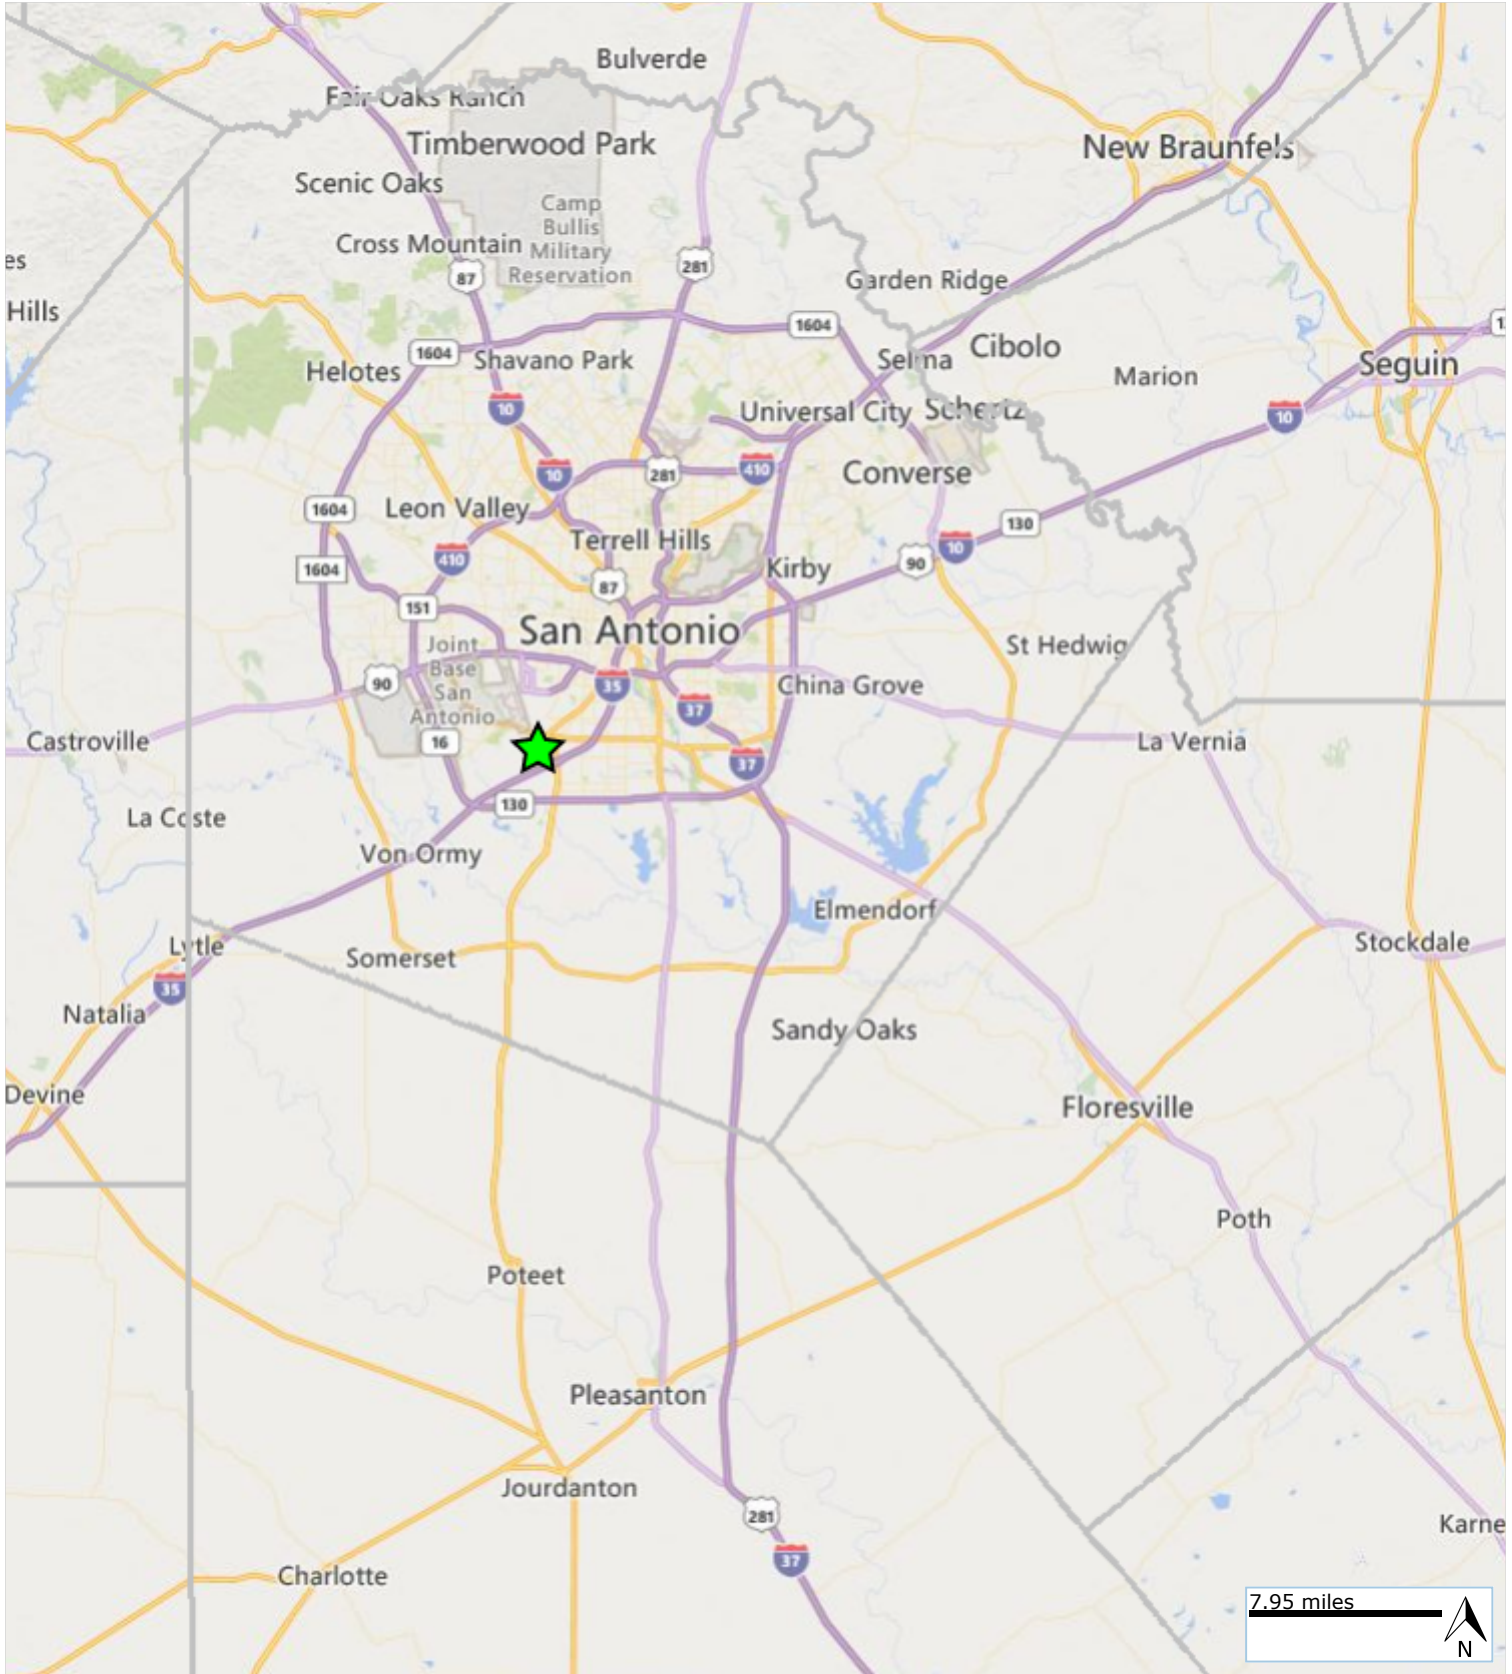 Bulverde
Fair Oaks Ranch
Timberwood Park
New Braunfels
Scenic Oaks
Camp
Bullis
Military
Reservation
Cross Mountain
es
87
281
Garden Ridge
Hills
1604
1604
Shavano Park
Selma
Cibolo
Helotes
Marion
Seguin
10
Universal City
Schertz
10
10
281
410
Converse
1604
Leon Valley
130
Terrell Hills
10
410
1604
Kirby
90
87
151
San Antonio
Joint
Base
San
Antonio
St Hedwig
90
35
China Grove
37
Castroville
16
La Vernia
37
130
La Coste
Von Ormy
Elmendorf
Lytle
Somerset
Stockdale
35
Natalia
Sandy Oaks
Devine
Floresville
Poth
Poteet
Pleasanton
Jourdanton
281
Karne
37
Charlotte
7.95 miles
N